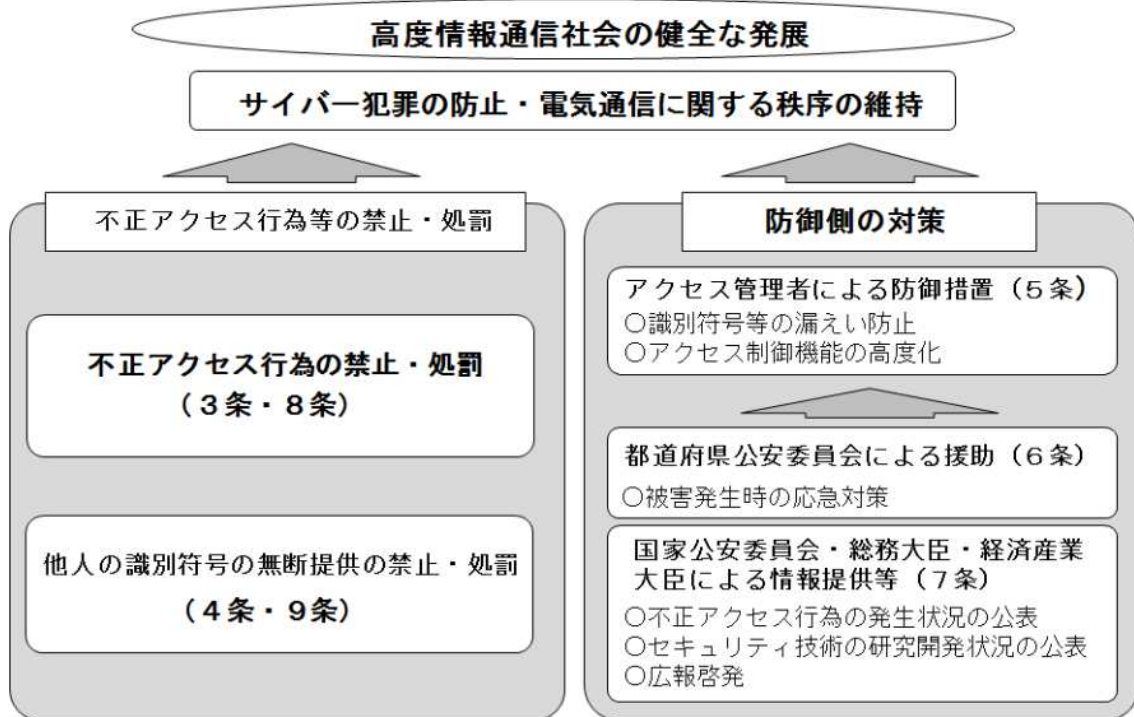 高度情報通信社会の健全な発展
サイバー犯罪の防止・電気通信に関する秩序の維持
不正アクセス行為等の禁止・処罰
不正アクセス行為の禁止・処罰
(3条・8条)
他人の識別符号の無断提供の禁止・処罰
(4条・9条)
防御側の対策
アクセス管理者による防御措置(5条)
○識別符号等の漏えい防止
○アクセス制御機能の高度化
都道府県公安委員会による援助(6条)
○被害発生時の応急対策
国家公安委員会・総務大臣・経済産業
大臣による情報提供等(7条)
○不正アクセス行為の発生状況の公表
○セキュリティ技術の研究開発状況の公表
○広報啓発